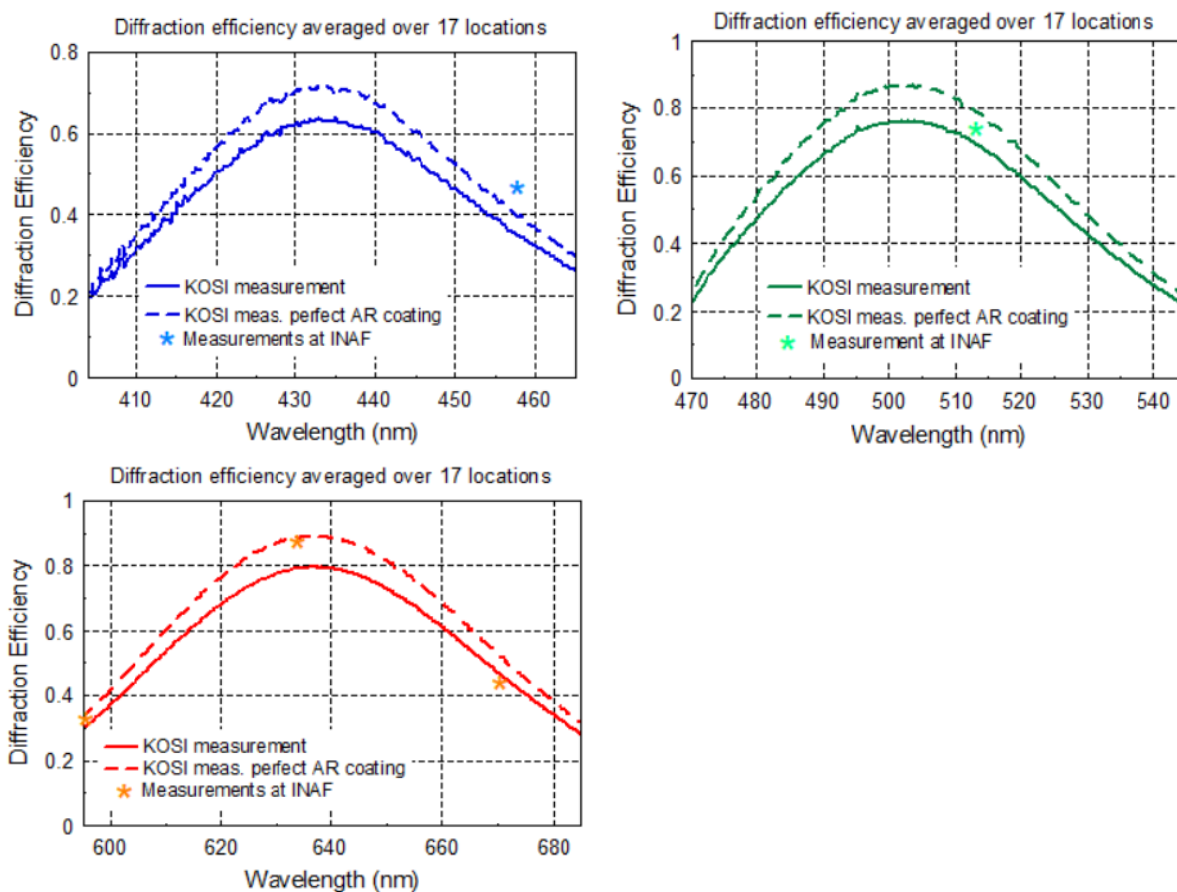 Diffraction efficiency averaged over 17 locations
0.8
0.6
0.4
0.2
0
Diffraction Efficiency
KOSI measurement
KOSI meas. perfect AR coating
Measurements at INAF
410 420 430 440 450 460
Wavelength (nm)
Diffraction efficiency averaged over 17 locations
1
0.8
0.6
0.4
0.2
0
Diffraction Efficiency
KOSI measurement
KOSI meas. perfect AR coating
Measurement at INAF
470 480 490 500 510 520 530 540
Wavelength (nm)
Diffraction efficiency averaged over 17 locations
1
0.8
0.6
0.4
0.2
0
Diffraction Efficiency
KOSI measurement
KOSI meas. perfect AR coating
Measurements at INAF
600 620 640 660 680
Wavelength (nm)